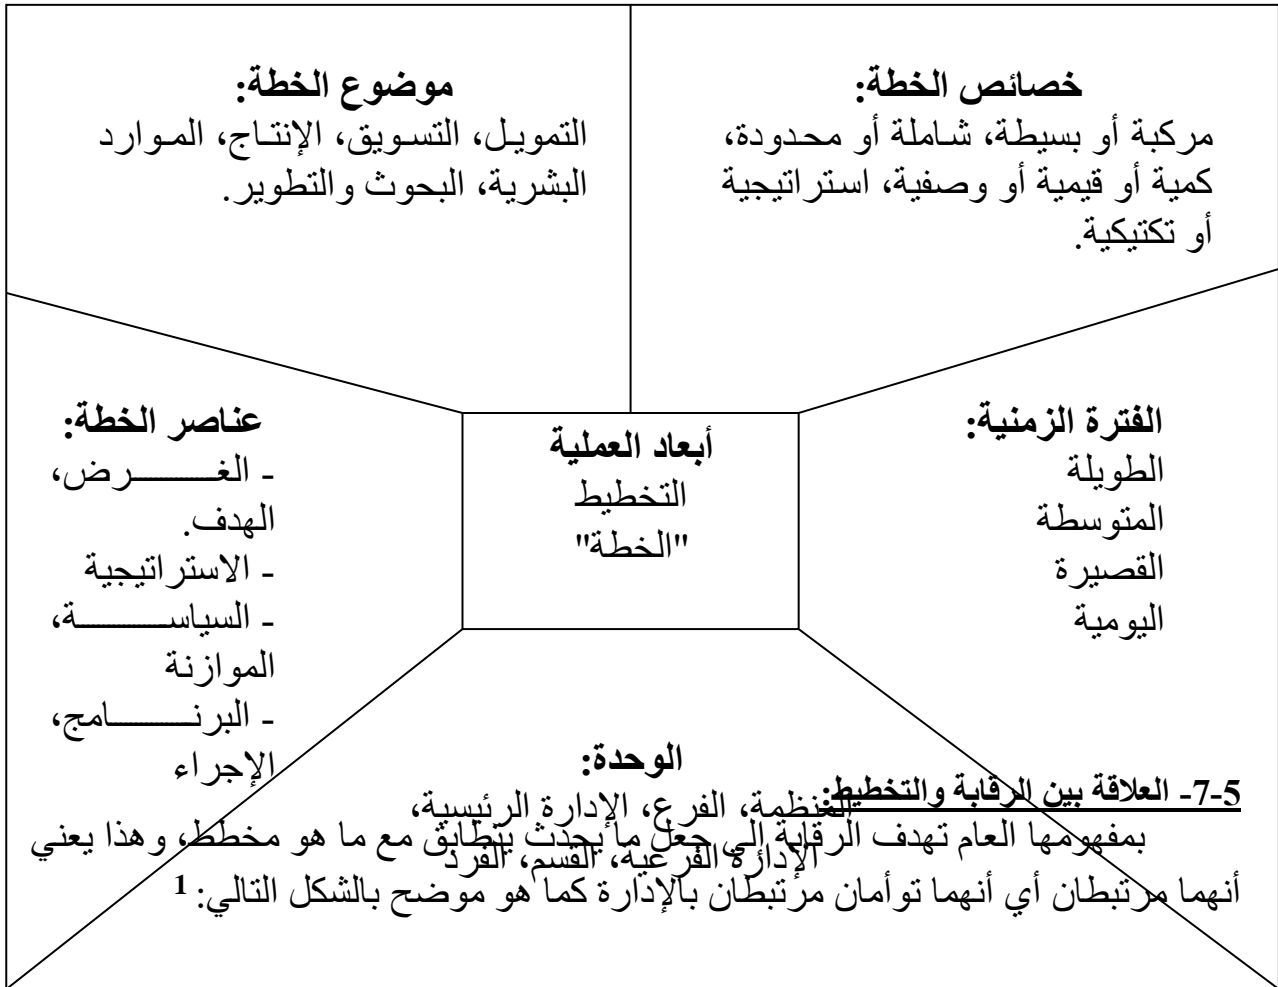 خصائص الخطة:
مركبة أو بسيطة، شاملة أو محدودة،
كمية أو قيمية أو وصفية، استراتيجية
أو تكتيكية.
موضوع الخطة:
التمويل، التسويق، الإنتاج، الموارد
البشرية، البحوث والتطوير.
الفترة الزمنية:
الطويلة
المتوسطة
القصيرة
اليومية
أبعاد العملية
التخطيط
"الخطة"
عناصر الخطة:
- الغرض،
الهدف.
- الاستراتيجية
- السياسة،
الموازنة
- البرنامج،
الإجراء
الوحدة:
المنظمة، الفرع، الإدارة الرئيسية،
الإدارة الفرعية، القسم، الفرد
7-5- العلاقة بين الرقابة والتخطيط:
بمفهومها العام تهدف الرقابة إلى جعل ما يحدث يتطابق مع ما هو مخطط، وهذا يعني
أنهما مرتبطان أي أنهما توأمان مرتبطان بالإدارة كما هو موضح بالشكل التالي: 1